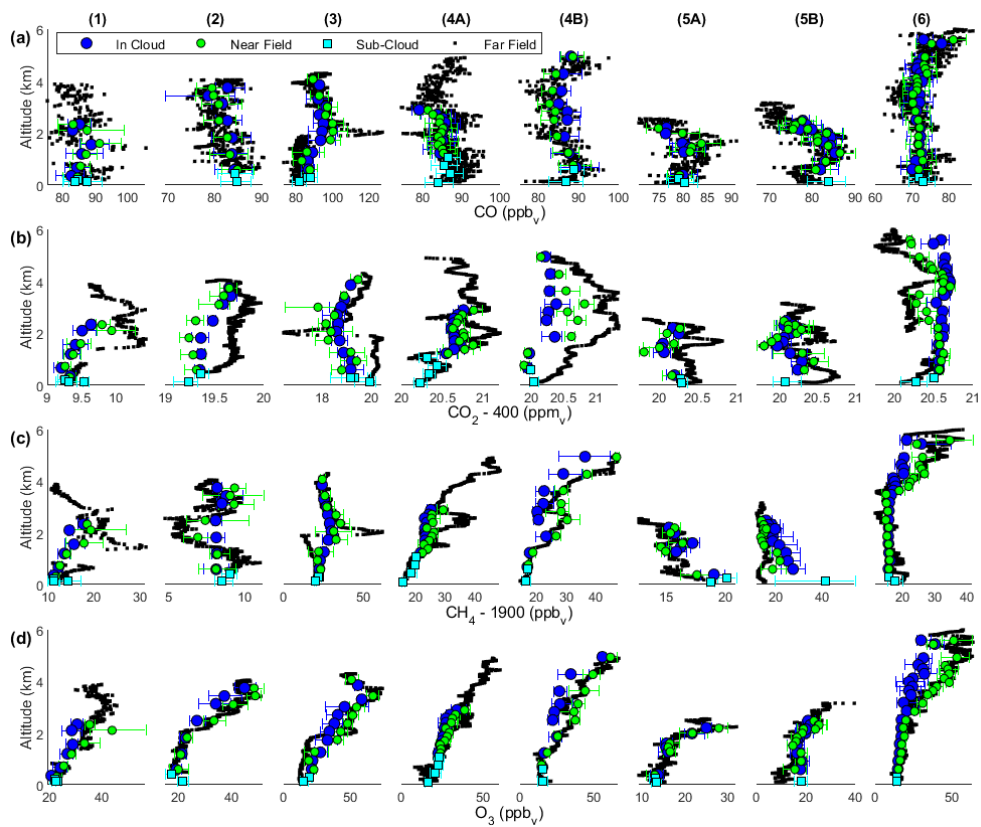 (1) (2) (3) (4A) (4B) (5A) (5B) (6)
(a) 6 4 2 0 Altitude (km)
In Cloud Near Field Sub-Cloud Far Field
80 90 100 70 80 90 80 100 120 80 90 100 80 90 100 75 80 85 90 60 70 80 90 60 70 80
CO (ppbv)
(b) 6 4 2 0 Altitude (km)
9 9.5 10 19 19.5 20 18 19 20 20 20.5 21 20 20.5 21 20 20.5 21 20 20.5 21 20 20.5 21
CO2 - 400 (ppmv)
(c) 6 4 2 0 Altitude (km)
10 20 30 5 10 0 20 40 60 20 30 40 20 30 40 15 20 20 40 10 20 30 40
CH4 - 1900 (ppbv)
(d) 6 4 2 0 Altitude (km)
20 30 40 50 20 40 0 50 0 50 0 50 10 20 30 0 20 40 0 50
O3 (ppbv)